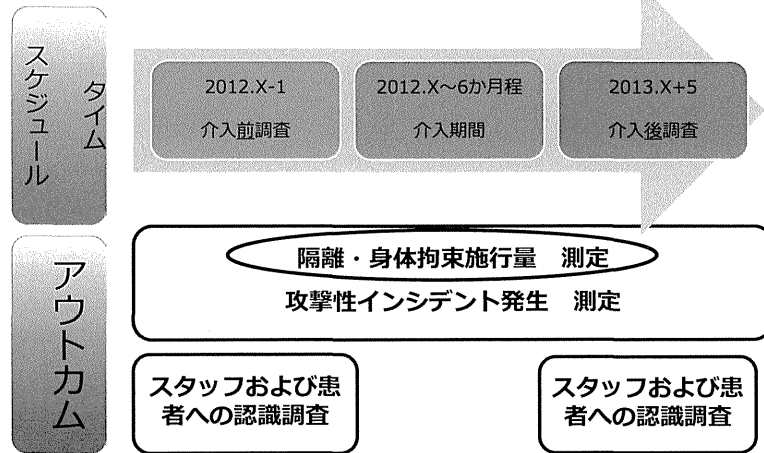 タイム
スケジュール
2012.X-1
介入前調査
2012.X～6か月程
介入期間
2013.X+5
介入後調査
アウトカム
隔離・身体拘束施行量　測定
攻撃性インシデント発生　測定
スタッフおよび患
者への認識調査
スタッフおよび患
者への認識調査